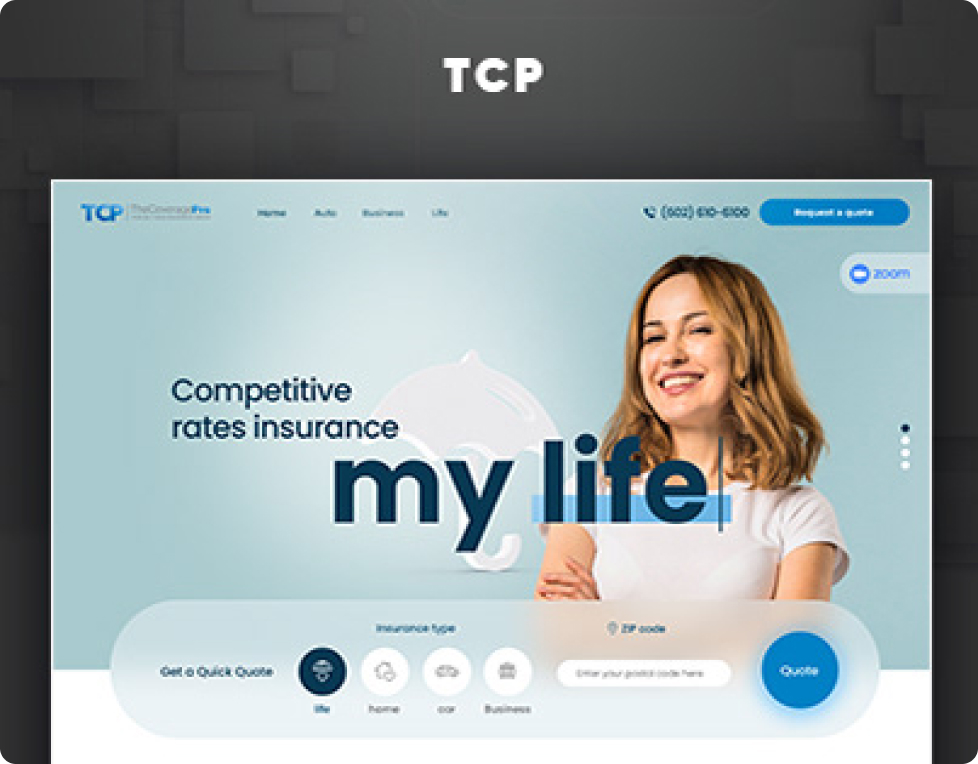 TCP
TCP TheCoveragePro
Home Auto Business Life
(602) 610-6100
Request a quote
zoom
Competitive
rates insurance
my life
Insurance type
ZIP code
Get a Quick Quote
Enter your postal code here
Quote
life home car Business